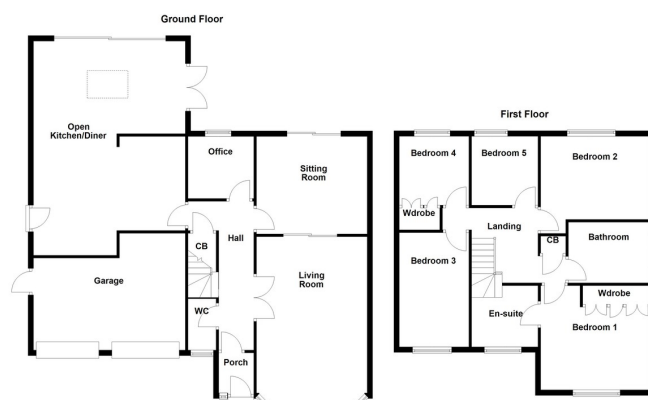 Ground Floor
Open
Kitchen/Diner
Office
Sitting
Room
CB
Hall
Garage
Living
Room
WC
Porch
First Floor
Bedroom 4
Bedroom 5
Bedroom 2
Wdrobe
Landing
CB
Bathroom
Bedroom 3
Wdrobe
En-suite
Bedroom 1